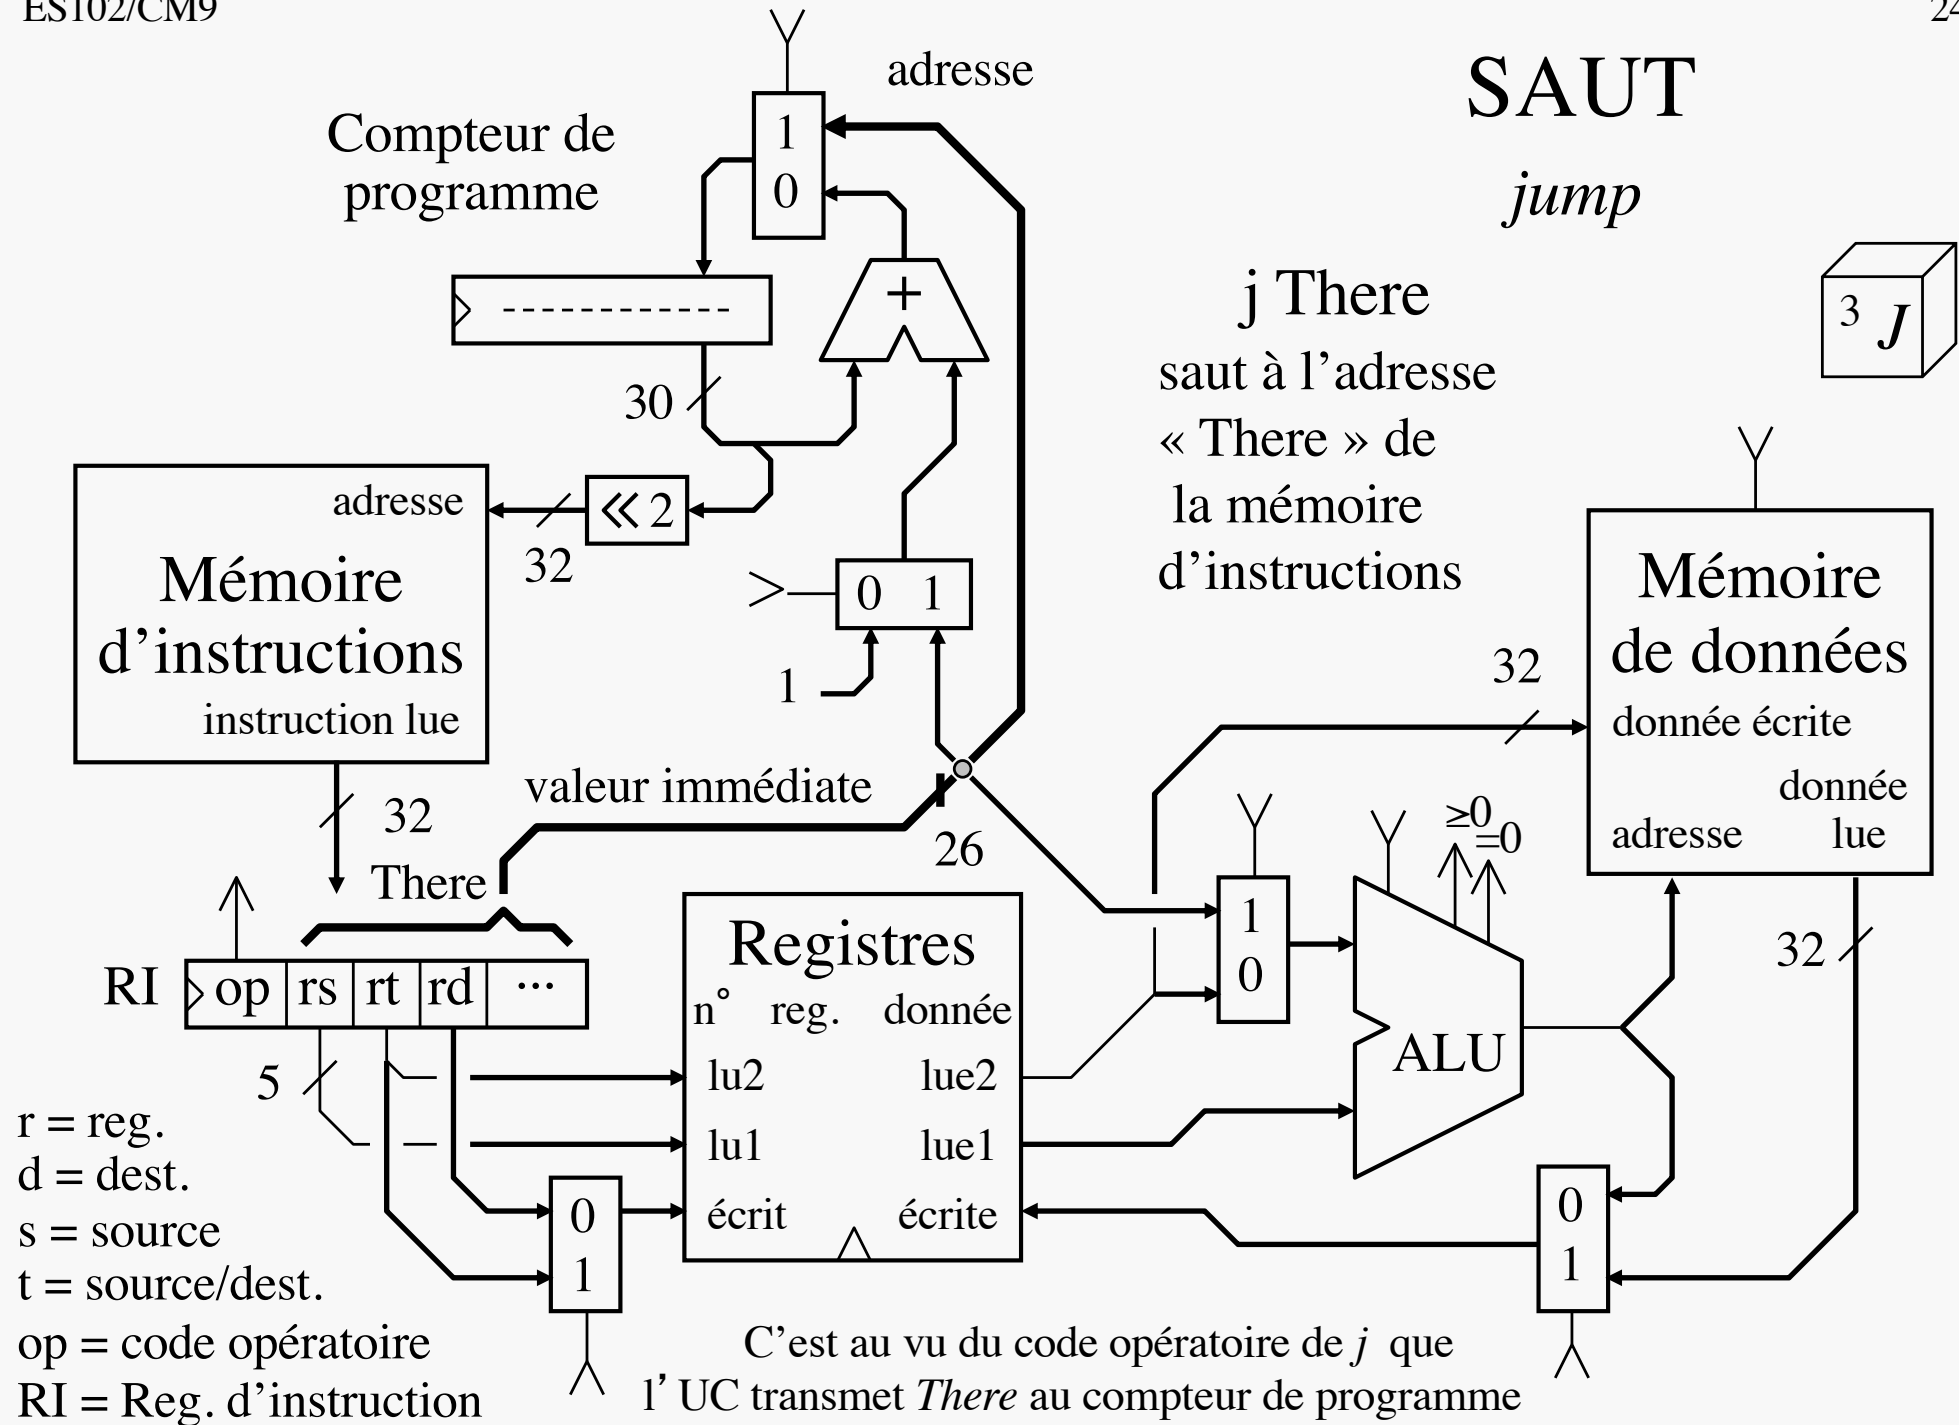 ES102/CM9
24
SAUT
jump
adresse
Compteur de
programme
1
0
+
30
j There
saut à l’adresse
« There » de
la mémoire
d’instructions
3 J
adresse
Mémoire
d’instructions
instruction lue
32
≪ 2
0 1
1
32
Mémoire
de données
donnée écrite
donnée
adresse lue
32
valeur immédiate
26
32
There
RI
op rs rt rd ...
5
Registres
n° reg. donnée
lu2 lue2
lu1 lue1
écrit écrite
1
0
≥0
=0
ALU
32
0
1
0
1
r = reg.
d = dest.
s = source
t = source/dest.
op = code opératoire
RI = Reg. d’instruction
C’est au vu du code opératoire de j que
l’ UC transmet There au compteur de programme